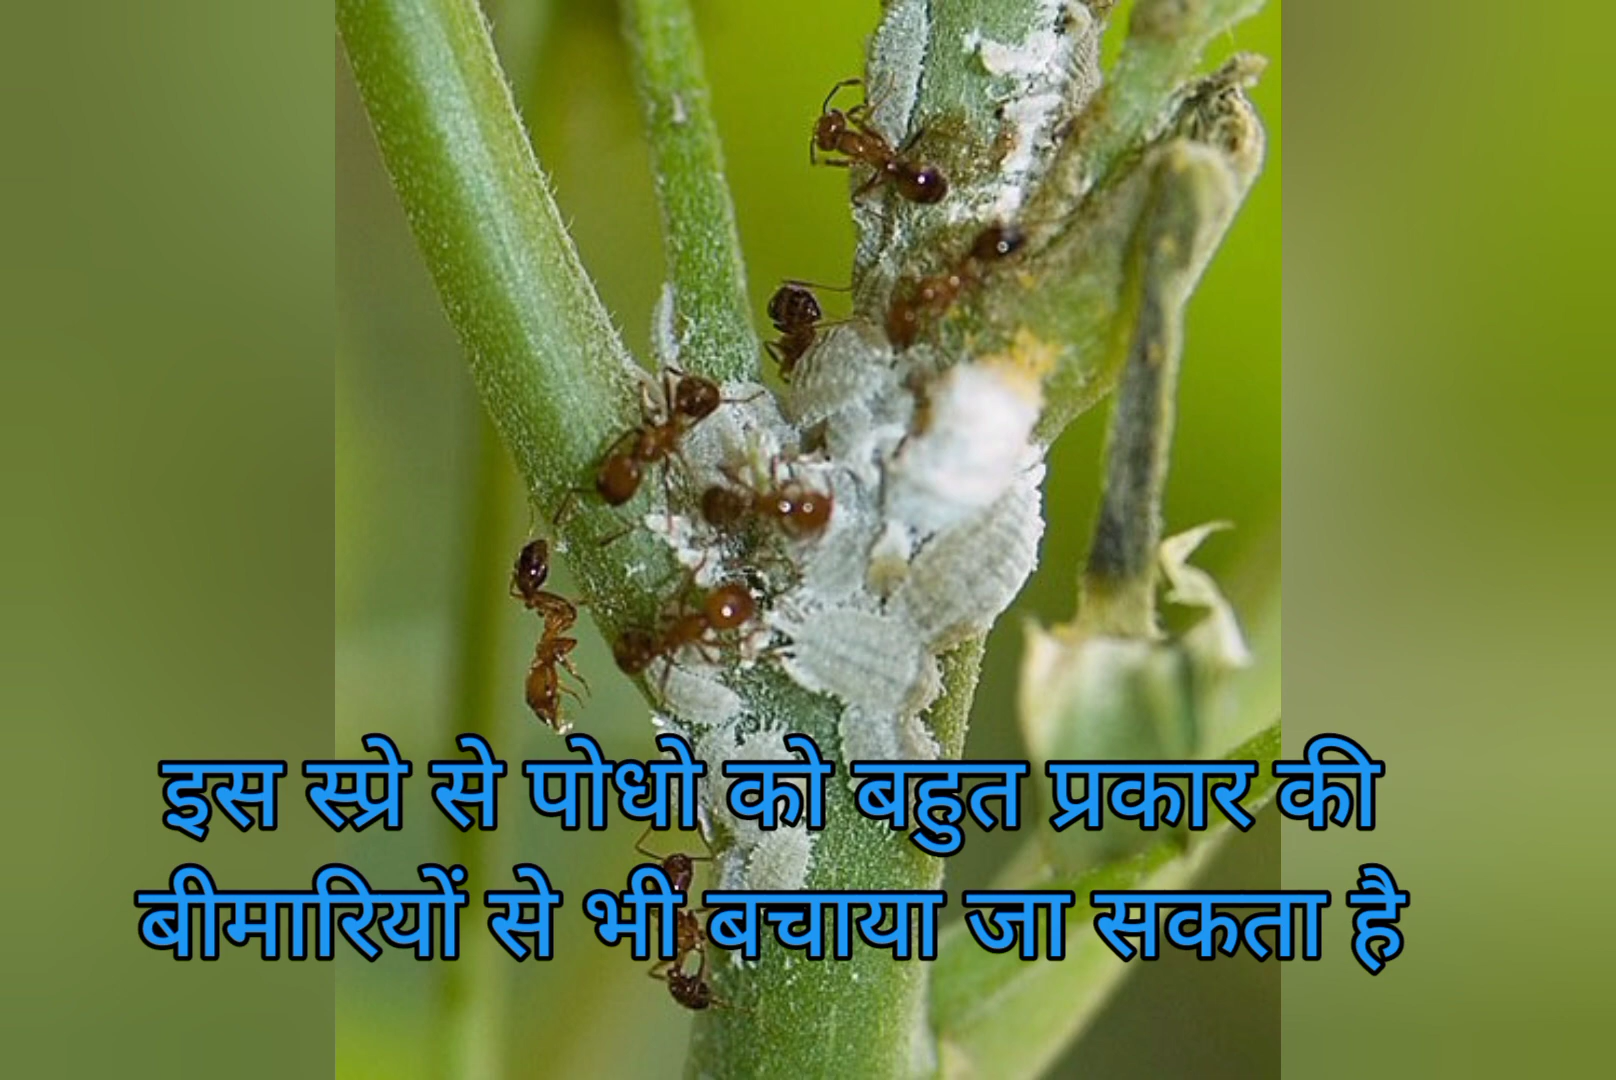 इस स्प्रे से पोधो को बहुत प्रकार की
बीमारियों से भी बचाया जा सकता है